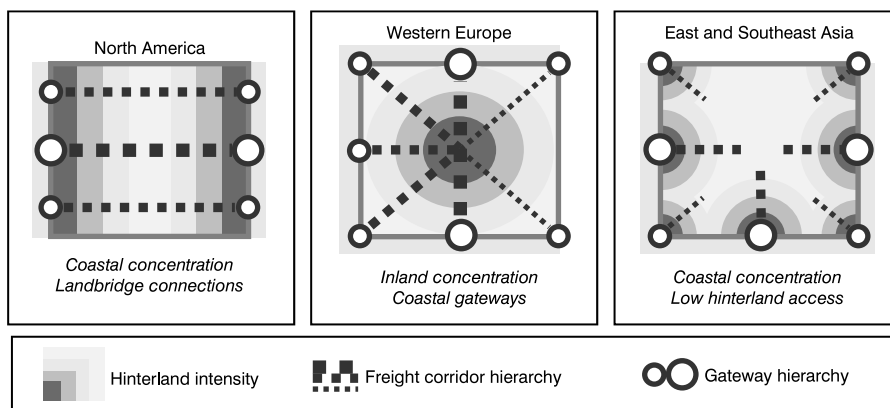 North America
Coastal concentration
Landbridge connections
Western Europe
Inland concentration
Coastal gateways
East and Southeast Asia
Coastal concentration
Low hinterland access
Hinterland intensity
Freight corridor hierarchy
Gateway hierarchy